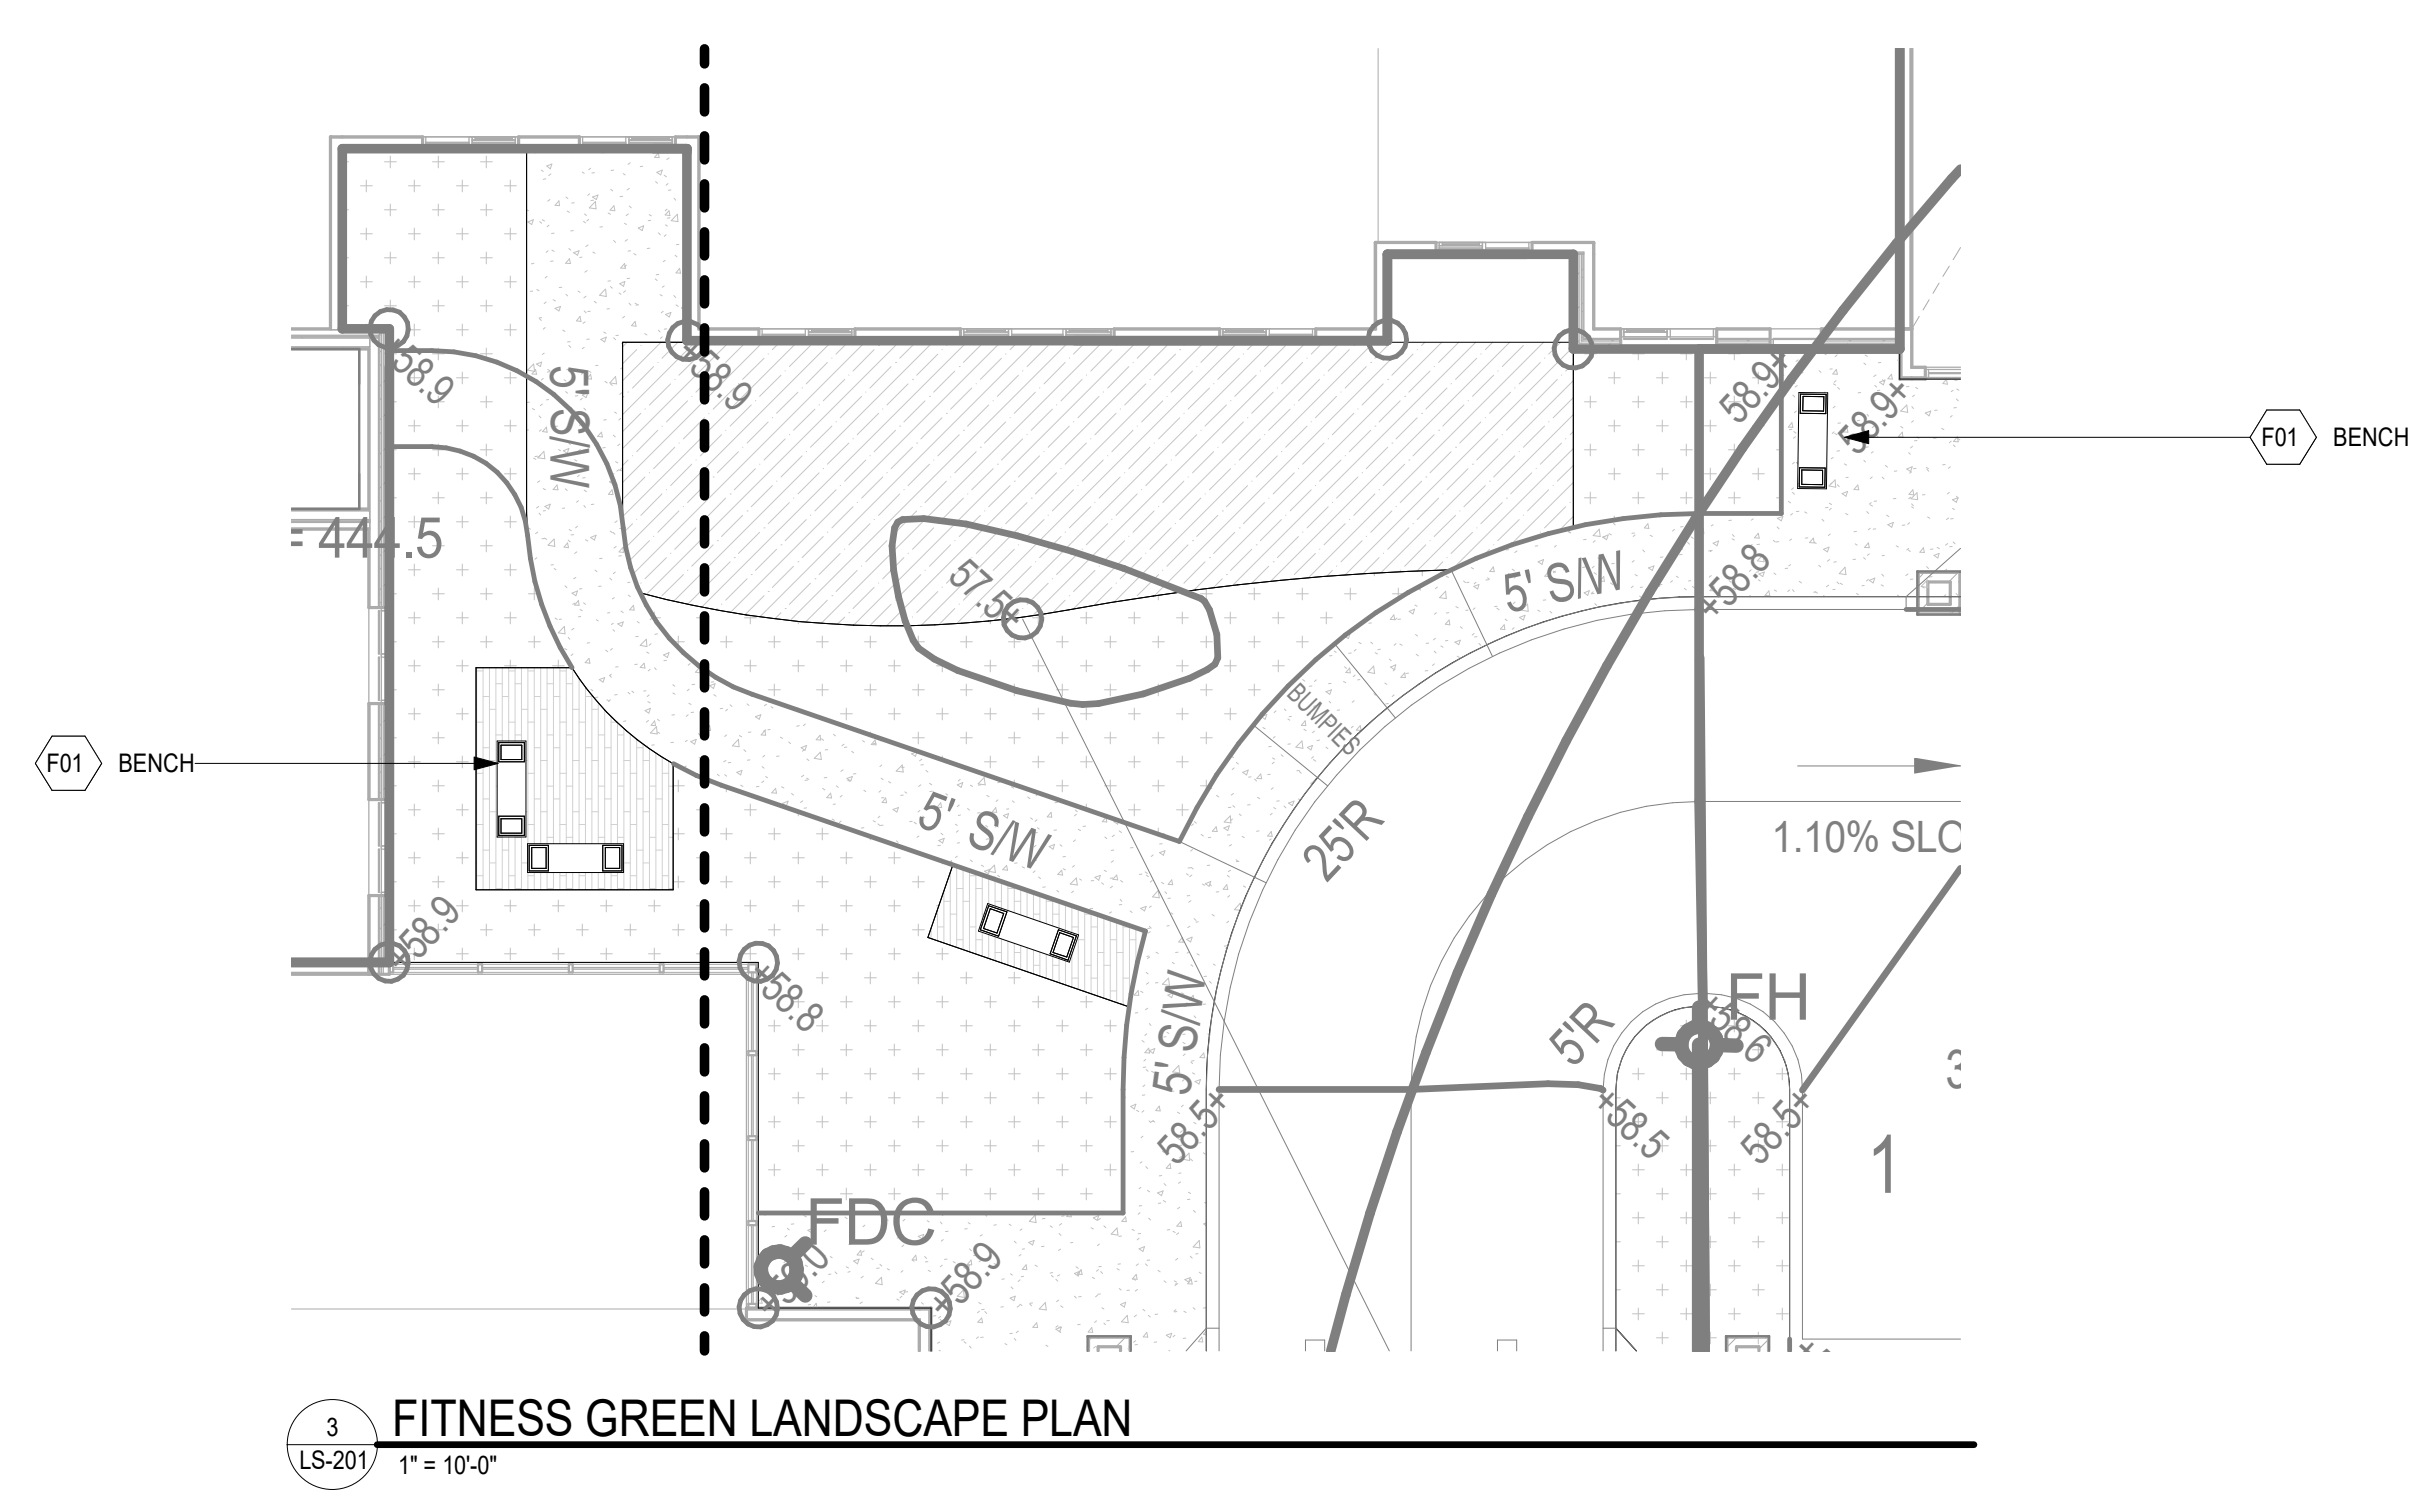 58.9
+58.9
5' S/W
58.9+
58.9+
F01 BENCH
444.5
57.5+
5' S/W
+58.8
BUMPIES
F01 BENCH
5' S/W
25'R
1.10% SLO
+58.9
+58.8
5' S/W
5'R
FH
+58.6
3
58.5+
+58.5
58.5+
1
FDC
+58.9
3
LS-201
FITNESS GREEN LANDSCAPE PLAN
1" = 10'-0"